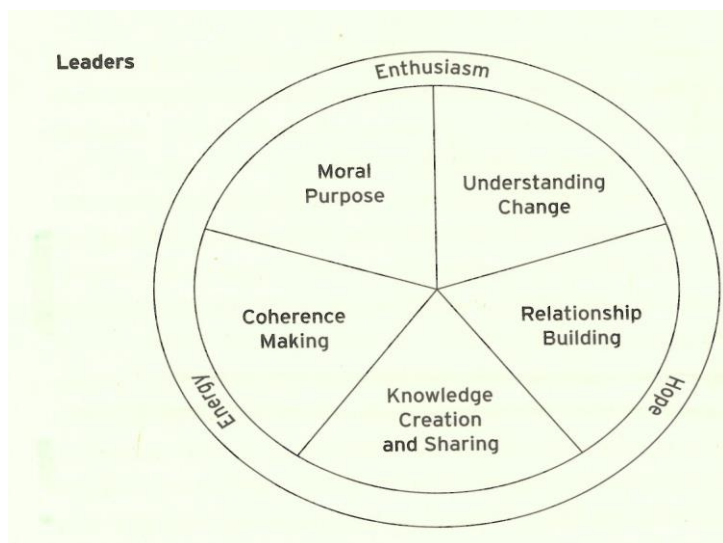 Leaders
Enthusiasm
Moral
Purpose
Understanding
Change
Coherence
Making
Relationship
Building
Knowledge
Creation
and Sharing
Energy
Hope